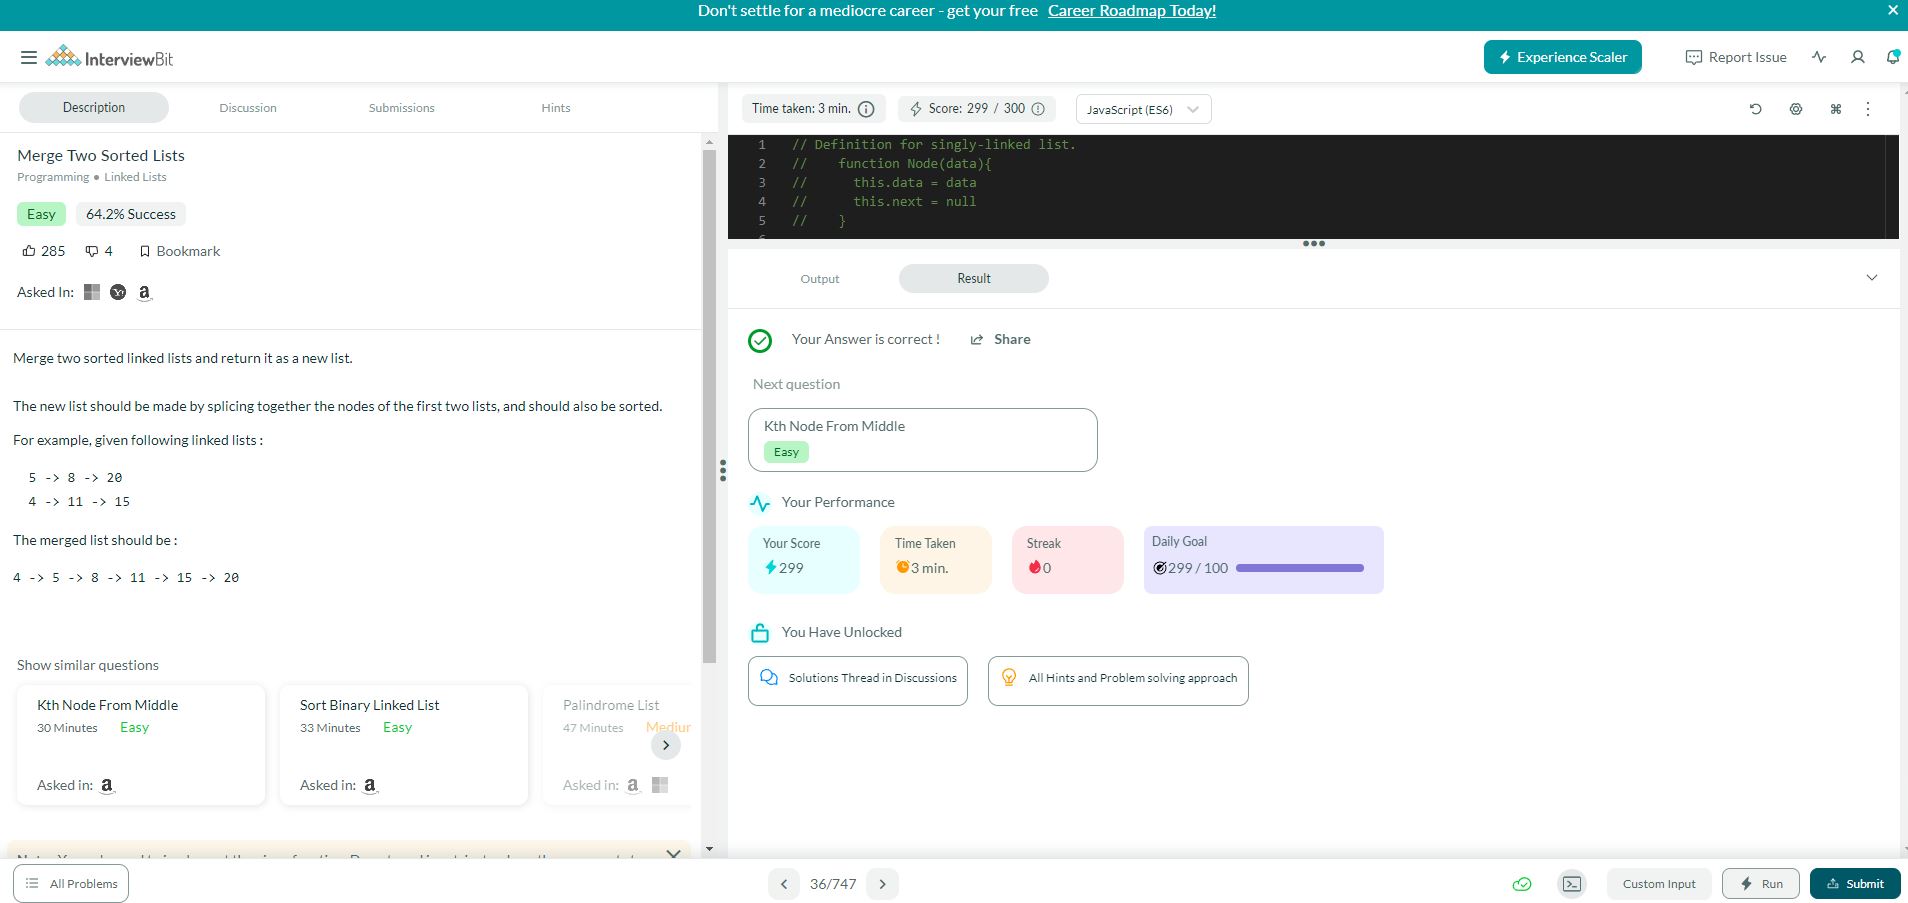 Don't settle for a mediocre career - get your free Career Roadmap Today!
InterviewBit
Experience Scaler
Report Issue
Description
Discussion
Submissions
Hints
Merge Two Sorted Lists
Programming • Linked Lists
Easy
64.2% Success
285
4
Bookmark
Asked In:
Merge two sorted linked lists and return it as a new list.
The new list should be made by splicing together the nodes of the first two lists, and should also be sorted.
For example, given following linked lists :
5 -> 8 -> 20
4 -> 11 -> 15
The merged list should be :
4 -> 5 -> 8 -> 11 -> 15 -> 20
Show similar questions
Kth Node From Middle
30 Minutes Easy
Asked in:
Sort Binary Linked List
33 Minutes Easy
Asked in:
Palindrome List
47 Minutes
Asked in:
All Problems
Time taken: 3 min.
Score: 299 / 300
JavaScript (ES6)
1 // Definition for singly-linked list.
2 // function Node(data){
3 // this.data = data
4 // this.next = null
5 // }
Output
Result
Your Answer is correct !
Share
Next question
Kth Node From Middle
Easy
Your Performance
Your Score
299
Time Taken
3 min.
Streak
0
Daily Goal
299 / 100
You Have Unlocked
Solutions Thread in Discussions
All Hints and Problem solving approach
36/747
Custom Input
Run
Submit